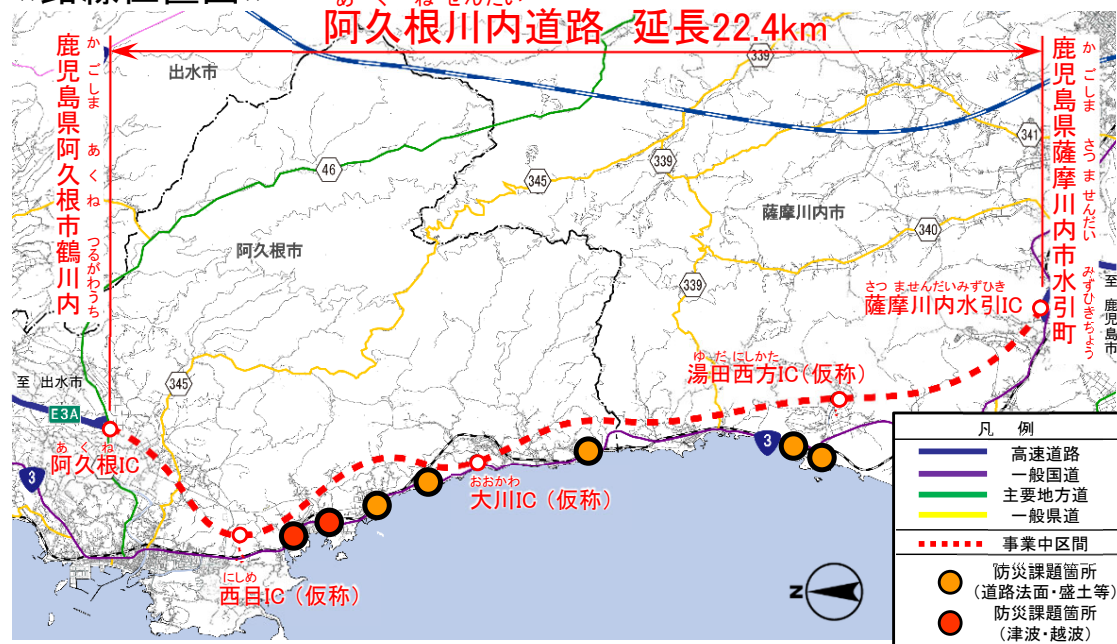 あ く ね せんだい
阿久根川内道路 延長22.4km
かごしま あくね つるがわうち
鹿児島県阿久根市鶴川内
かごしま さつませんだい みずひきちょう
鹿児島県薩摩川内市水引町
出水市
339
341
46
345
339
薩摩川内市
340
阿久根市
339
さつませんだいみずひき
薩摩川内水引IC
至 鹿児島市
ゆだにしかた
湯田西方IC(仮称)
345
至 出水市
E3A
あくね
阿久根IC
3
3
おおかわ
大川IC(仮称)
にしめ
西目IC(仮称)
N
凡 例
高速道路
一般国道
主要地方道
一般県道
事業中区間
防災課題箇所
(道路法面・盛土等)
防災課題箇所
(津波・越波)